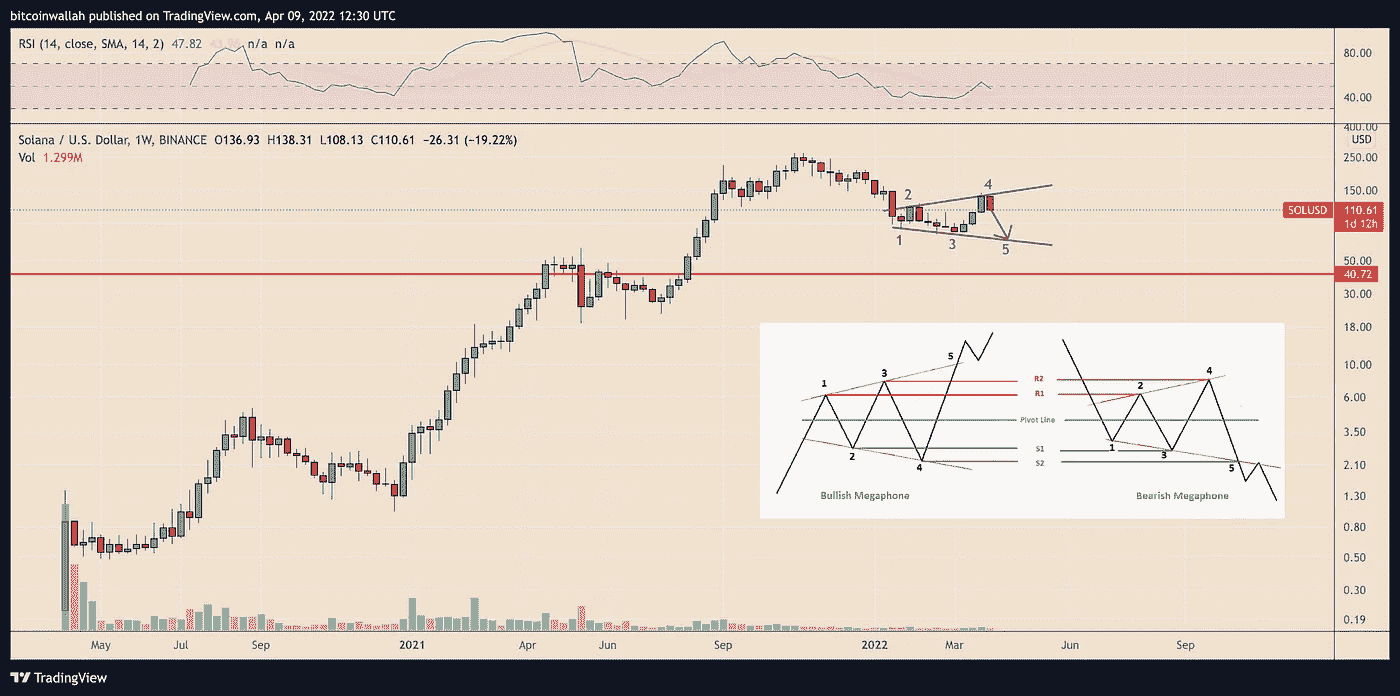 bitcoinwallah published on TradingView.com, Apr 09, 2022 12:30 UTC
RSI (14, close, SMA, 14, 2) 47.82 n/a n/a
80.00
40.00
Solana / U.S. Dollar, 1W, BINANCE O136.93 H138.31 L108.13 C110.61 −26.31 (−19.22%)
Vol 1.299M
400.00
USD
250.00
150.00
SOLUSD 110.61
1d 12h
50.00
40.72
30.00
18.00
10.00
6.00
3.50
2.10
1.30
0.80
0.50
0.30
0.19
2
4
1
3
5
1
3
5
2
4
Bullish Megaphone
R2
R1
Pivot Line
S1
S2
2
4
1
3
5
Bearish Megaphone
May Jul Sep 2021 Apr Jun Sep 2022 Mar Jun Sep
TradingView